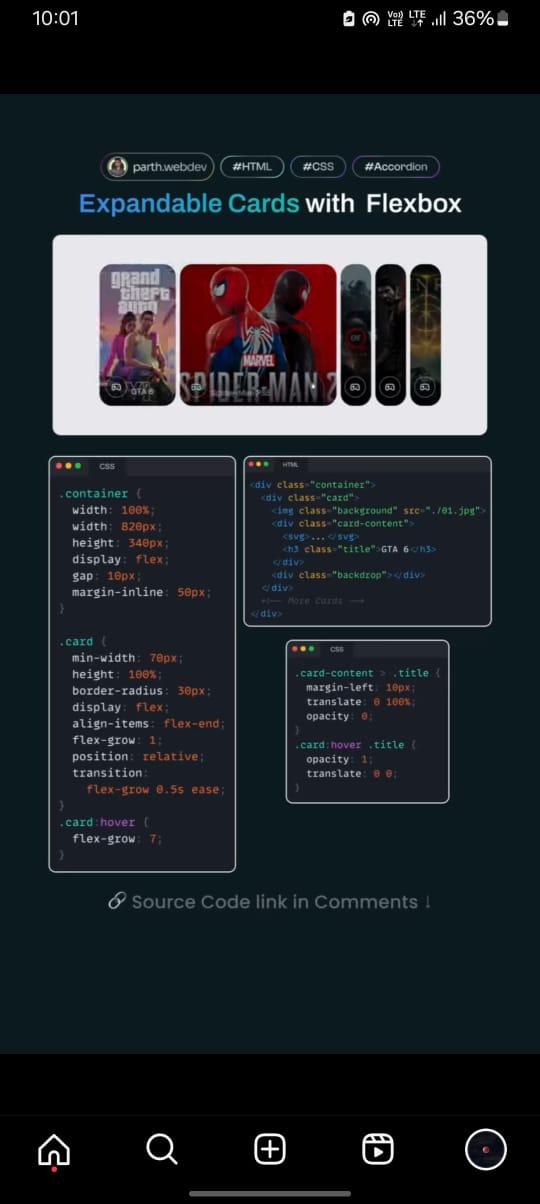 10:01
Vo)) LTE
LTE
36%
parth.webdev
#HTML
#CSS
#Accordion
Expandable Cards with Flexbox
grand
theft
auto
VI
GTA 6
MARVEL
SPIDER-MAN 2
CSS
.container {
width: 100%;
width: 820px;
height: 340px;
display: flex;
gap: 10px;
margin-inline: 50px;
}
.card {
min-width: 70px;
height: 100%;
border-radius: 30px;
display: flex;
align-items: flex-end;
flex-grow: 1;
position: relative;
transition:
flex-grow 0.5s ease;
}
.card:hover {
flex-grow: 7;
}
HTML
<div class="container">
<div class="card">
<img class="background" src="./01.jpg">
<div class="card-content">
<svg>...</svg>
<h3 class="title">GTA 6</h3>
</div>
<div class="backdrop"></div>
</div>
<!-- More Cards -->
</div>
CSS
.card-content > .title {
margin-left: 10px;
translate: 0 100%;
opacity: 0;
}
.card:hover .title {
opacity: 1;
translate: 0 0;
}
Source Code link in Comments ↓